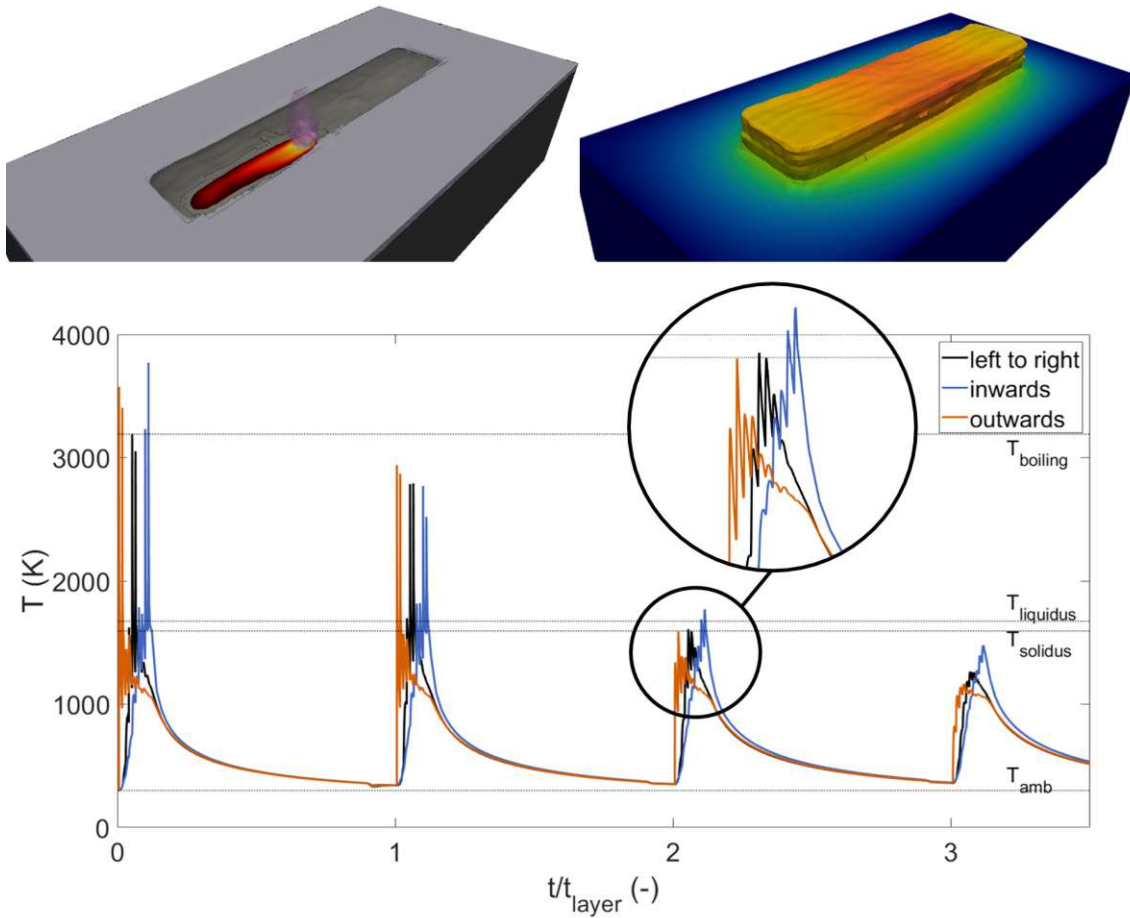 4000
3000
2000
1000
0
T (K)
left to right
inwards
outwards
T_boiling
T_liquidus
T_solidus
T_amb
0
1
2
3
t/t_layer (-)